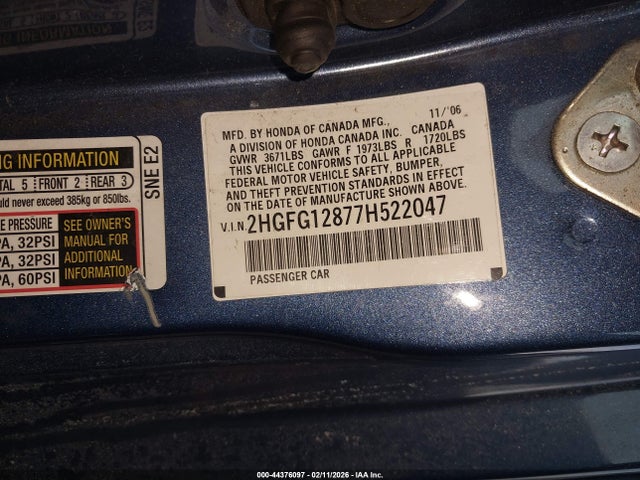 NG INFORMATION
TAL 5 FRONT 2 REAR 3
ould never exceed 385kg or 850lbs.
SNE E2
E PRESSURE
PA, 32PSI
PA, 32PSI
A, 60PSI
SEE OWNER'S
MANUAL FOR
ADDITIONAL
INFORMATION
11/'06
MFD. BY HONDA OF CANADA MFG.,
A DIVISION OF HONDA CANADA INC. CANADA
GVWR 3671LBS GAWR F 1973LBS R 1720LBS
THIS VEHICLE CONFORMS TO ALL APPLICABLE
FEDERAL MOTOR VEHICLE SAFETY, BUMPER,
AND THEFT PREVENTION STANDARDS IN EFFECT
ON THE DATE OF MANUFACTURE SHOWN ABOVE.
V.I.N. 2HGFG12877H522047
PASSENGER CAR
000-44376097 - 02/11/2026 - IAA Inc.